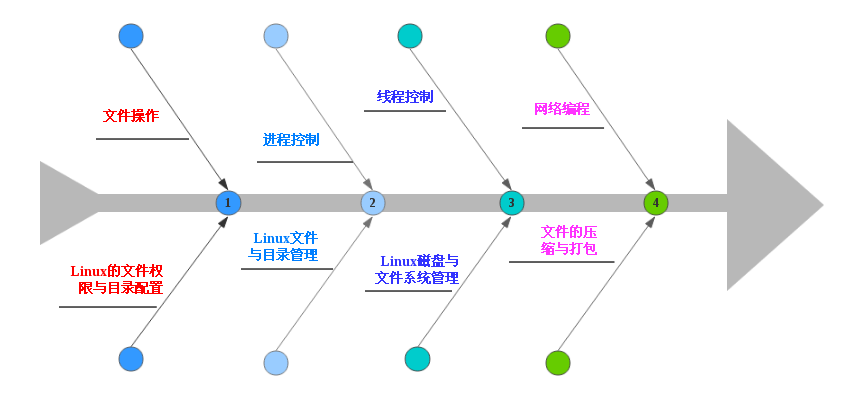 文件操作
进程控制
线程控制
网络编程
1
2
3
4
Linux的文件权
限与目录配置
Linux文件
与目录管理
Linux磁盘与
文件系统管理
文件的压
缩与打包